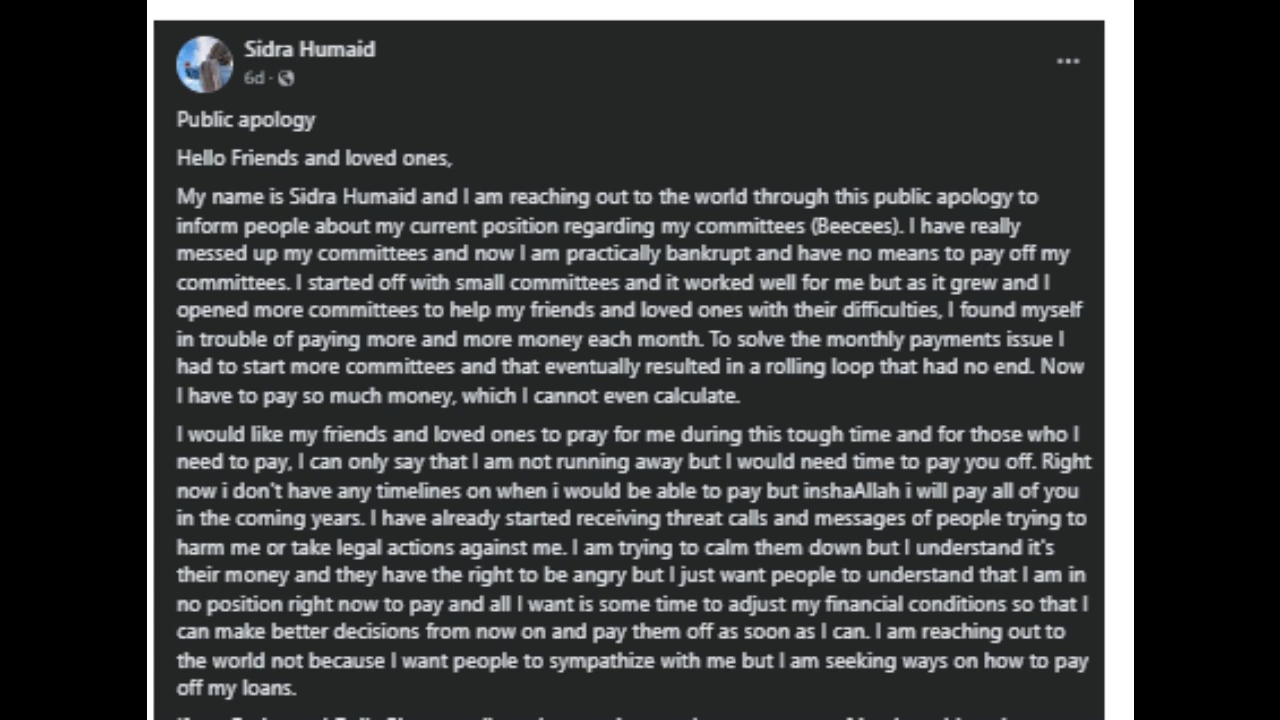 Sidra Humaid
6d ·
Public apology
Hello Friends and loved ones,
My name is Sidra Humaid and I am reaching out to the world through this public apology to
inform people about my current position regarding my committees (Beecees). I have really
messed up my committees and now I am practically bankrupt and have no means to pay off my
committees. I started off with small committees and it worked well for me but as it grew and I
opened more committees to help my friends and loved ones with their difficulties, I found myself
in trouble of paying more and more money each month. To solve the monthly payments issue I
had to start more committees and that eventually resulted in a rolling loop that had no end. Now
I have to pay so much money, which I cannot even calculate.
I would like my friends and loved ones to pray for me during this tough time and for those who I
need to pay, I can only say that I am not running away but I would need time to pay you off. Right
now i don't have any timelines on when i would be able to pay but inshaAllah i will pay all of you
in the coming years. I have already started receiving threat calls and messages of people trying to
harm me or take legal actions against me. I am trying to calm them down but I understand it's
their money and they have the right to be angry but I just want people to understand that I am in
no position right now to pay and all I want is some time to adjust my financial conditions so that I
can make better decisions from now on and pay them off as soon as I can. I am reaching out to
the world not because I want people to sympathize with me but I am seeking ways on how to pay
off my loans.